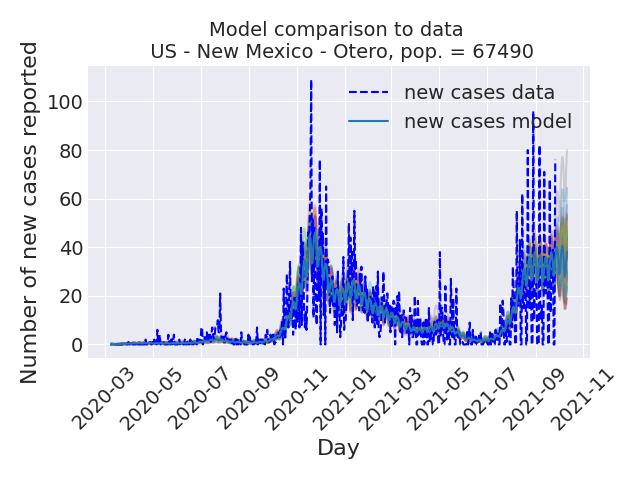 Model comparison to data
US - New Mexico - Otero, pop. = 67490
Number of new cases reported
100
80
60
40
20
0
new cases data
new cases model
2020-03
2020-05
2020-07
2020-09
2020-11
2021-01
2021-03
2021-05
2021-07
2021-09
2021-11
Day